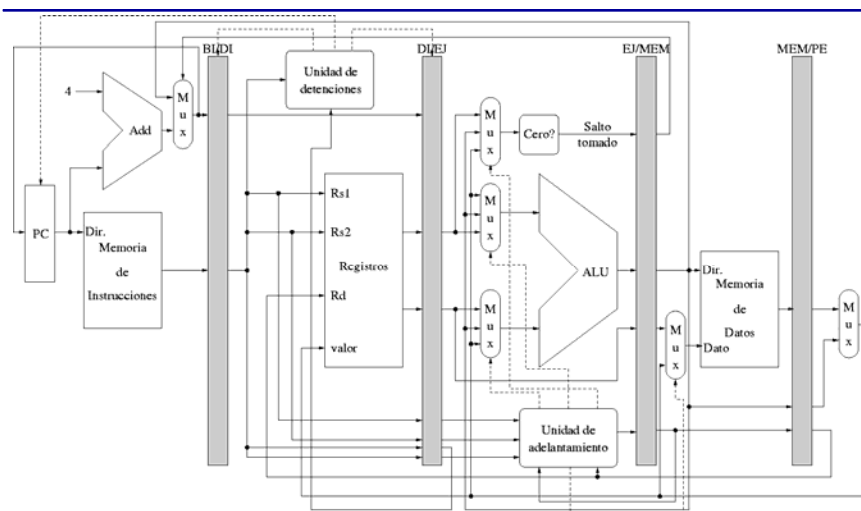 BI/DI
DI/EJ
EJ/MEM
MEM/PE
Unidad de
detenciones
4
M
u
x
Add
M
u
x
Cero?
Salto
tomado
PC
Dir.
Memoria
de
Instrucciones
Rs1
Rs2
Registros
Rd
valor
M
u
x
ALU
M
u
x
M
u
x
Dir.
Memoria
de
Datos
Dato
M
u
x
Unidad de
adelantamiento